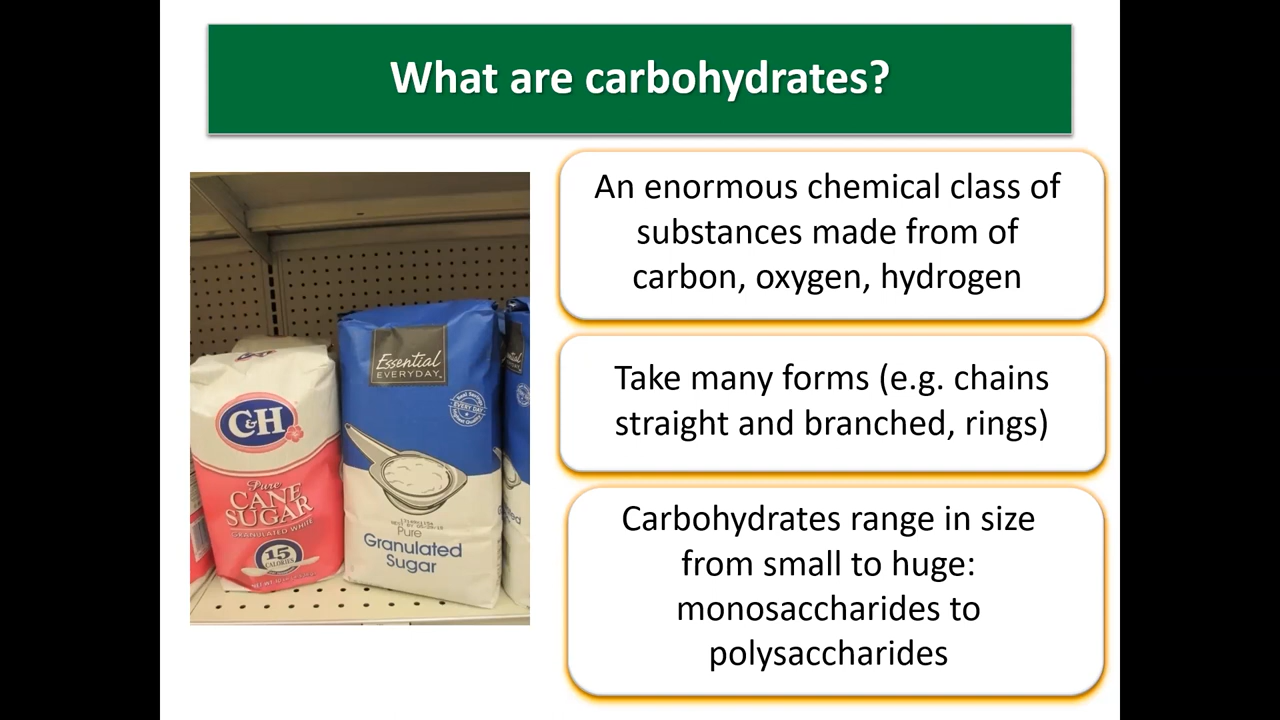 What are carbohydrates?
An enormous chemical class of
substances made from of
carbon, oxygen, hydrogen
Take many forms (e.g. chains
straight and branched, rings)
Carbohydrates range in size
from small to huge:
monosaccharides to
polysaccharides
C&H
Pure
CANE
SUGAR
GRANULATED WHITE
15
CALORIES
Essential
EVERYDAY
EVERY DAY
Pure
Granulated
Sugar